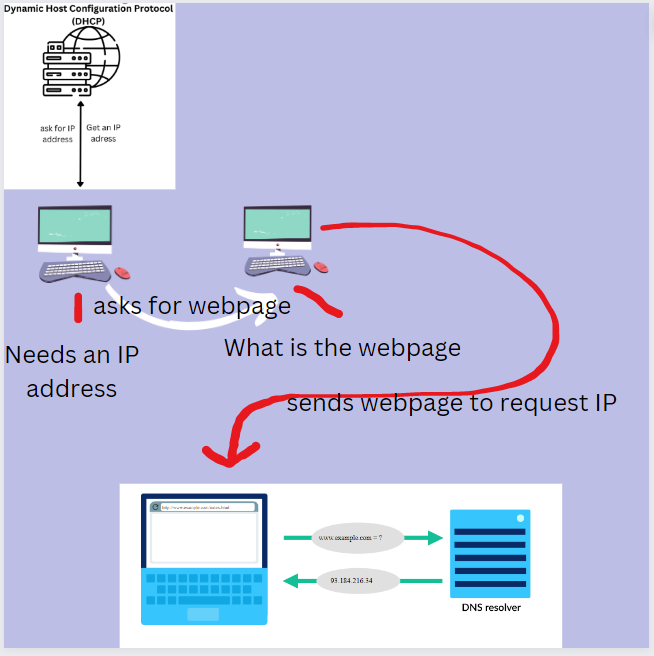 Dynamic Host Configuration Protocol
(DHCP)
ask for IP
address
Get an IP
adress
asks for webpage
Needs an IP
address
What is the webpage
sends webpage to request IP
http://www.example.com/index.html
www.example.com = ?
93.184.216.34
DNS resolver